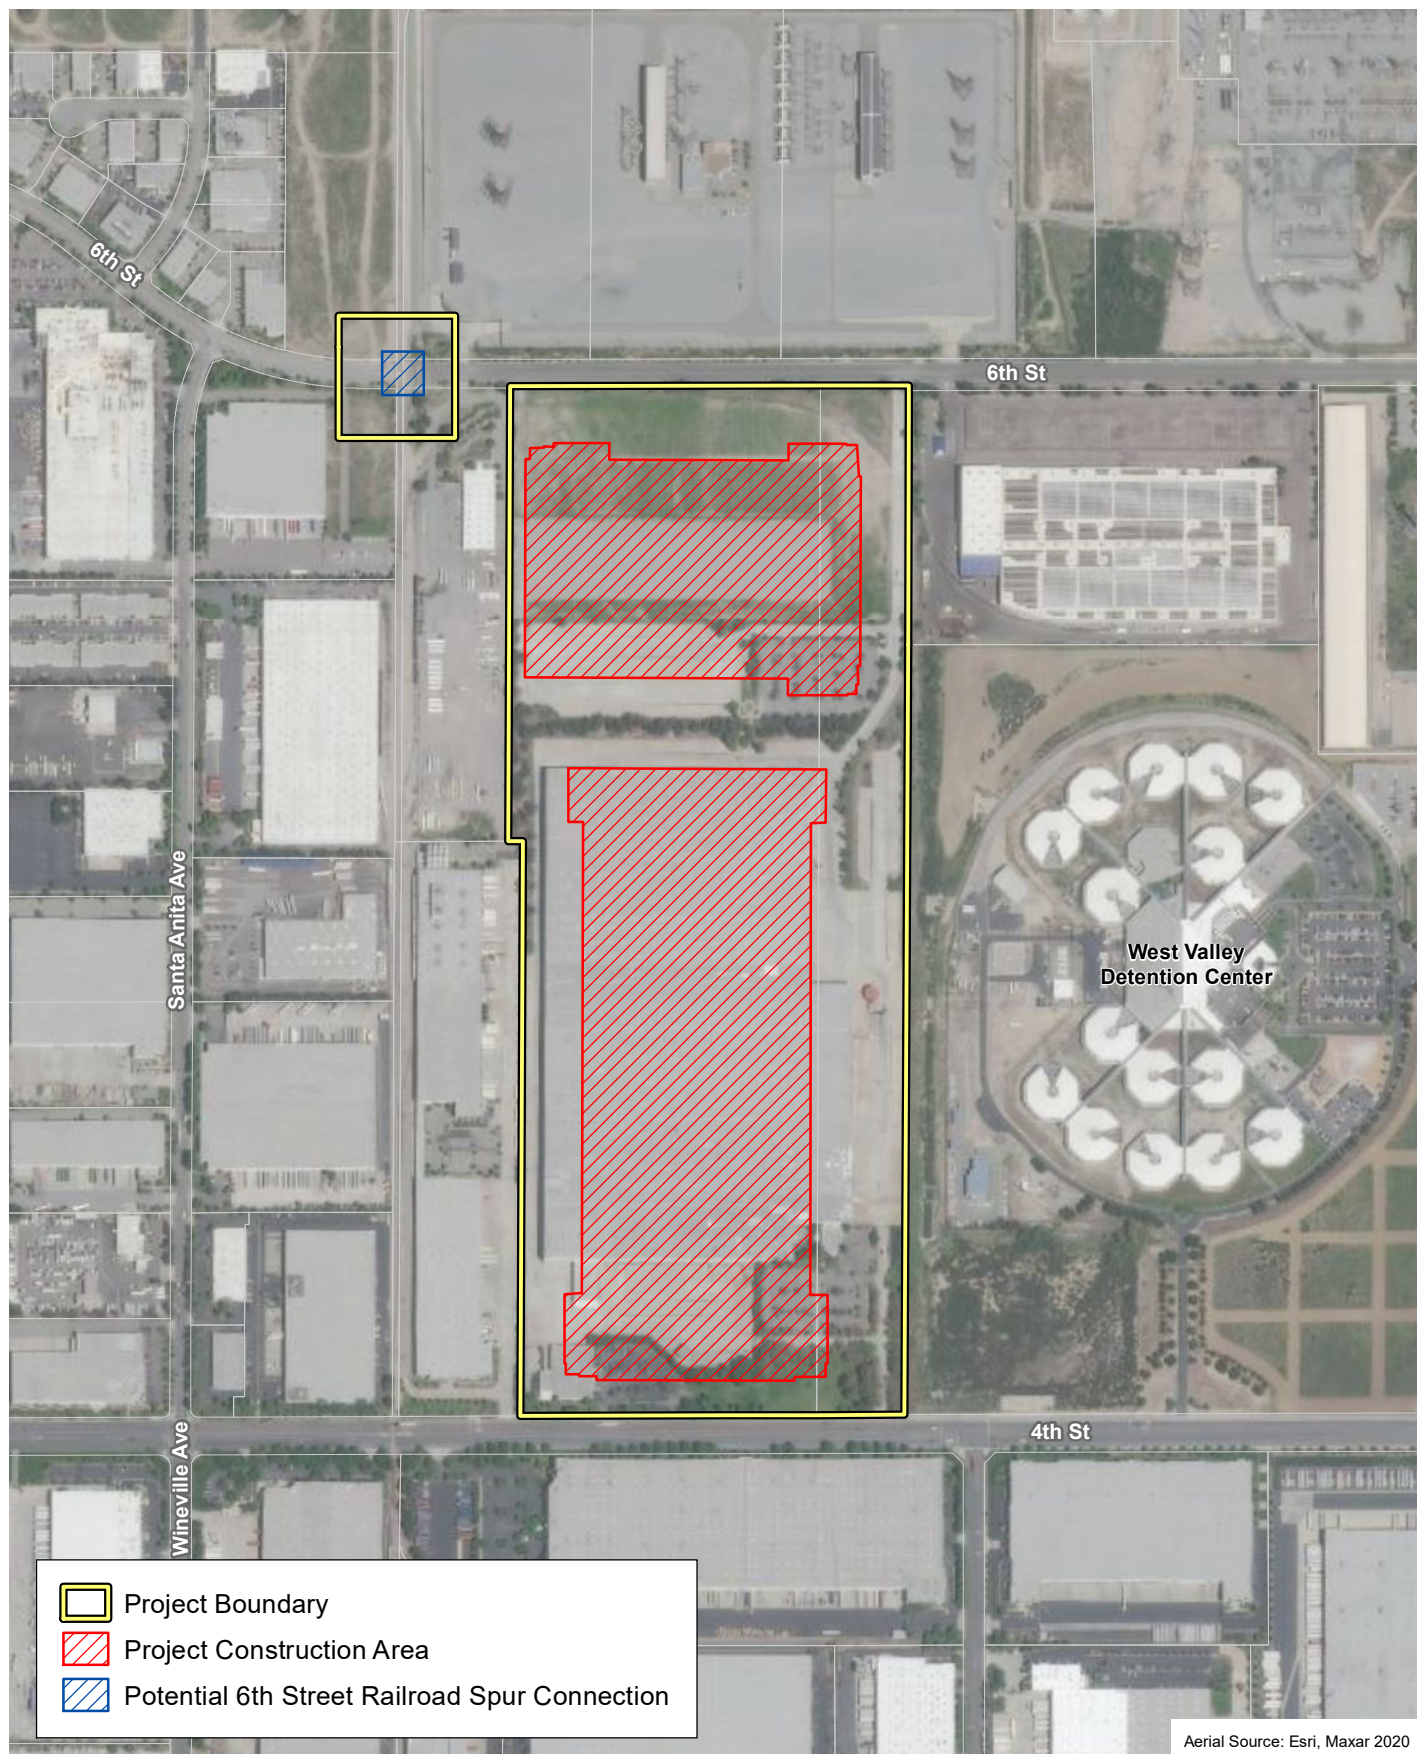 6th St
6th St
West Valley
Detention Center
Santa Anita Ave
4th St
Wineville Ave
Project Boundary
Project Construction Area
Potential 6th Street Railroad Spur Connection
Aerial Source: Esri, Maxar 2020